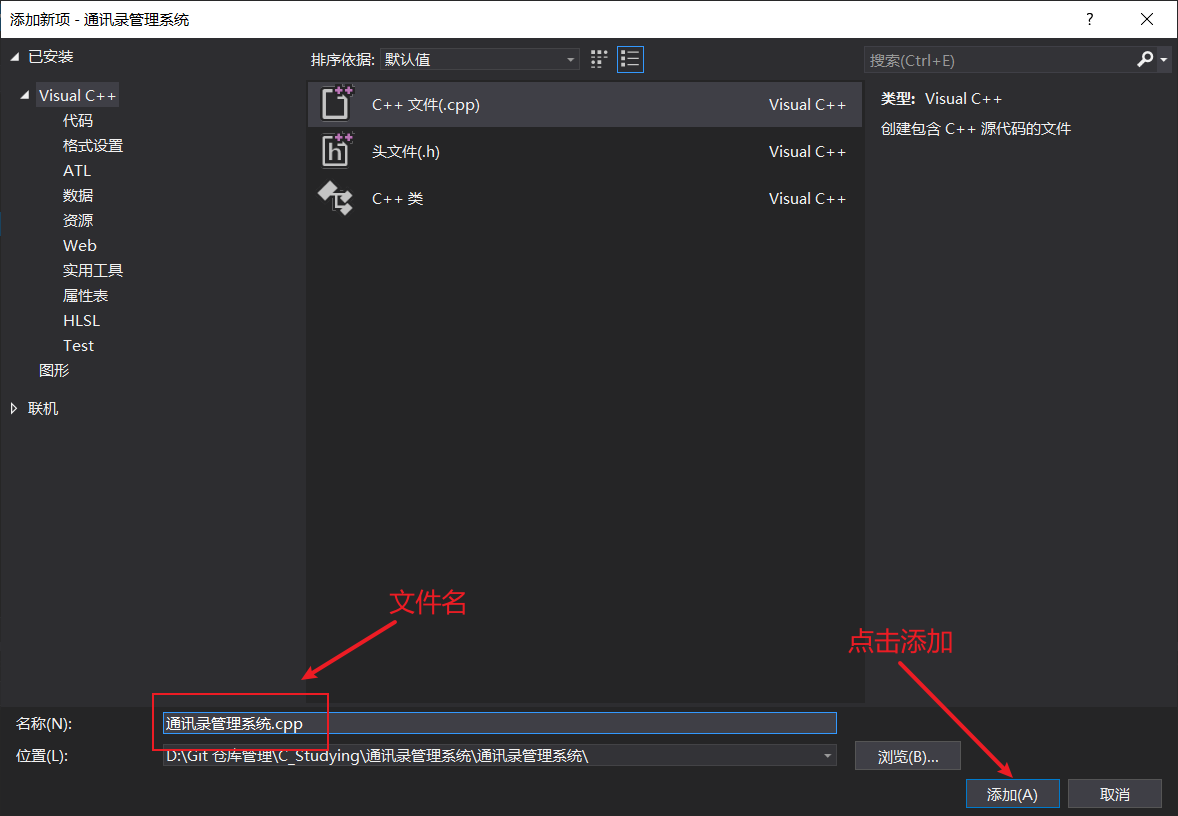 添加新项 - 通讯录管理系统
?
已安装
Visual C++
代码
格式设置
ATL
数据
资源
Web
实用工具
属性表
HLSL
Test
图形
联机
排序依据: 默认值
C++ 文件(.cpp) Visual C++
头文件(.h) Visual C++
C++ 类 Visual C++
搜索(Ctrl+E)
类型: Visual C++
创建包含 C++ 源代码的文件
文件名
点击添加
名称(N): 通讯录管理系统.cpp
位置(L): D:\Git 仓库管理\C_Studying\通讯录管理系统\通讯录管理系统\
浏览(B)...
添加(A)
取消